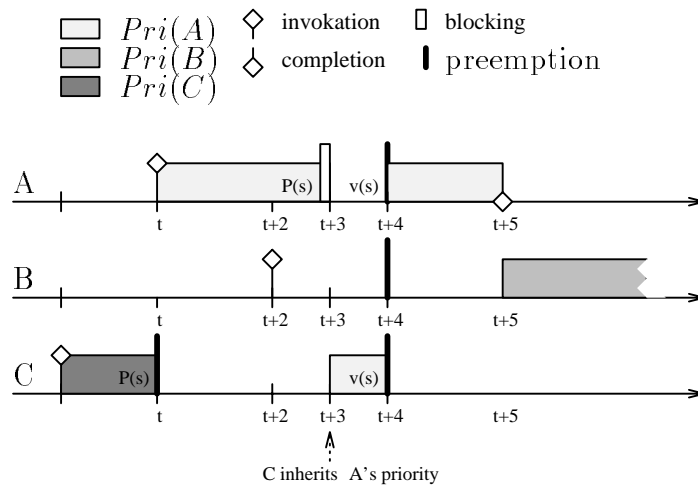 Pri(A) invokation blocking
Pri(B) completion preemption
Pri(C)
A P(s) v(s)
t t+2 t+3 t+4 t+5
B
t t+2 t+3 t+4 t+5
C P(s) v(s)
t t+2 t+3 t+4 t+5
C inherits A's priority